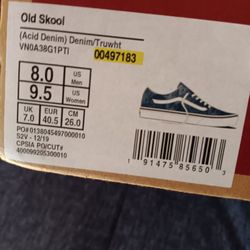 Old Skool
(Acid Denim) Denim/Truwht
VN0A38G1PTI 00497183
8.0 US Men
9.5 US Women
UK EUR CM
7.0 40.5 26.0
PO#0138045497000010
S2V - 12/19
CPSIA PO/CUT#
400099205300010
1 91475 85650 3